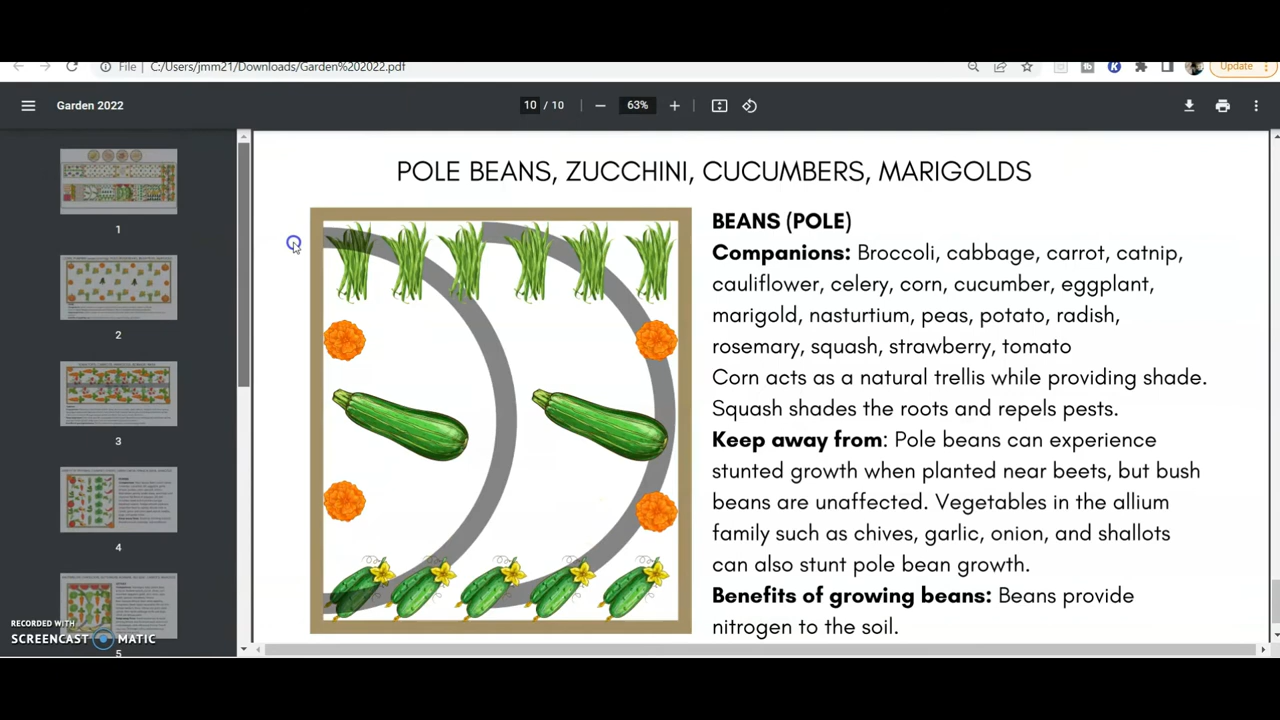 File C:/Users/jmm21/Downloads/Garden%202022.pdf
Update
Garden 2022
10 / 10
63%
POLE BEANS, ZUCCHINI, CUCUMBERS, MARIGOLDS
BEANS (POLE)
Companions: Broccoli, cabbage, carrot, catnip,
cauliflower, celery, corn, cucumber, eggplant,
marigold, nasturtium, peas, potato, radish,
rosemary, squash, strawberry, tomato
Corn acts as a natural trellis while providing shade.
Squash shades the roots and repels pests.
Keep away from: Pole beans can experience
stunted growth when planted near beets, but bush
beans are unaffected. Vegetables in the allium
family such as chives, garlic, onion, and shallots
can also stunt pole bean growth.
Benefits of growing beans: Beans provide
nitrogen to the soil.
1
2
3
4
5
RECORDED WITH
SCREENCAST MATIC